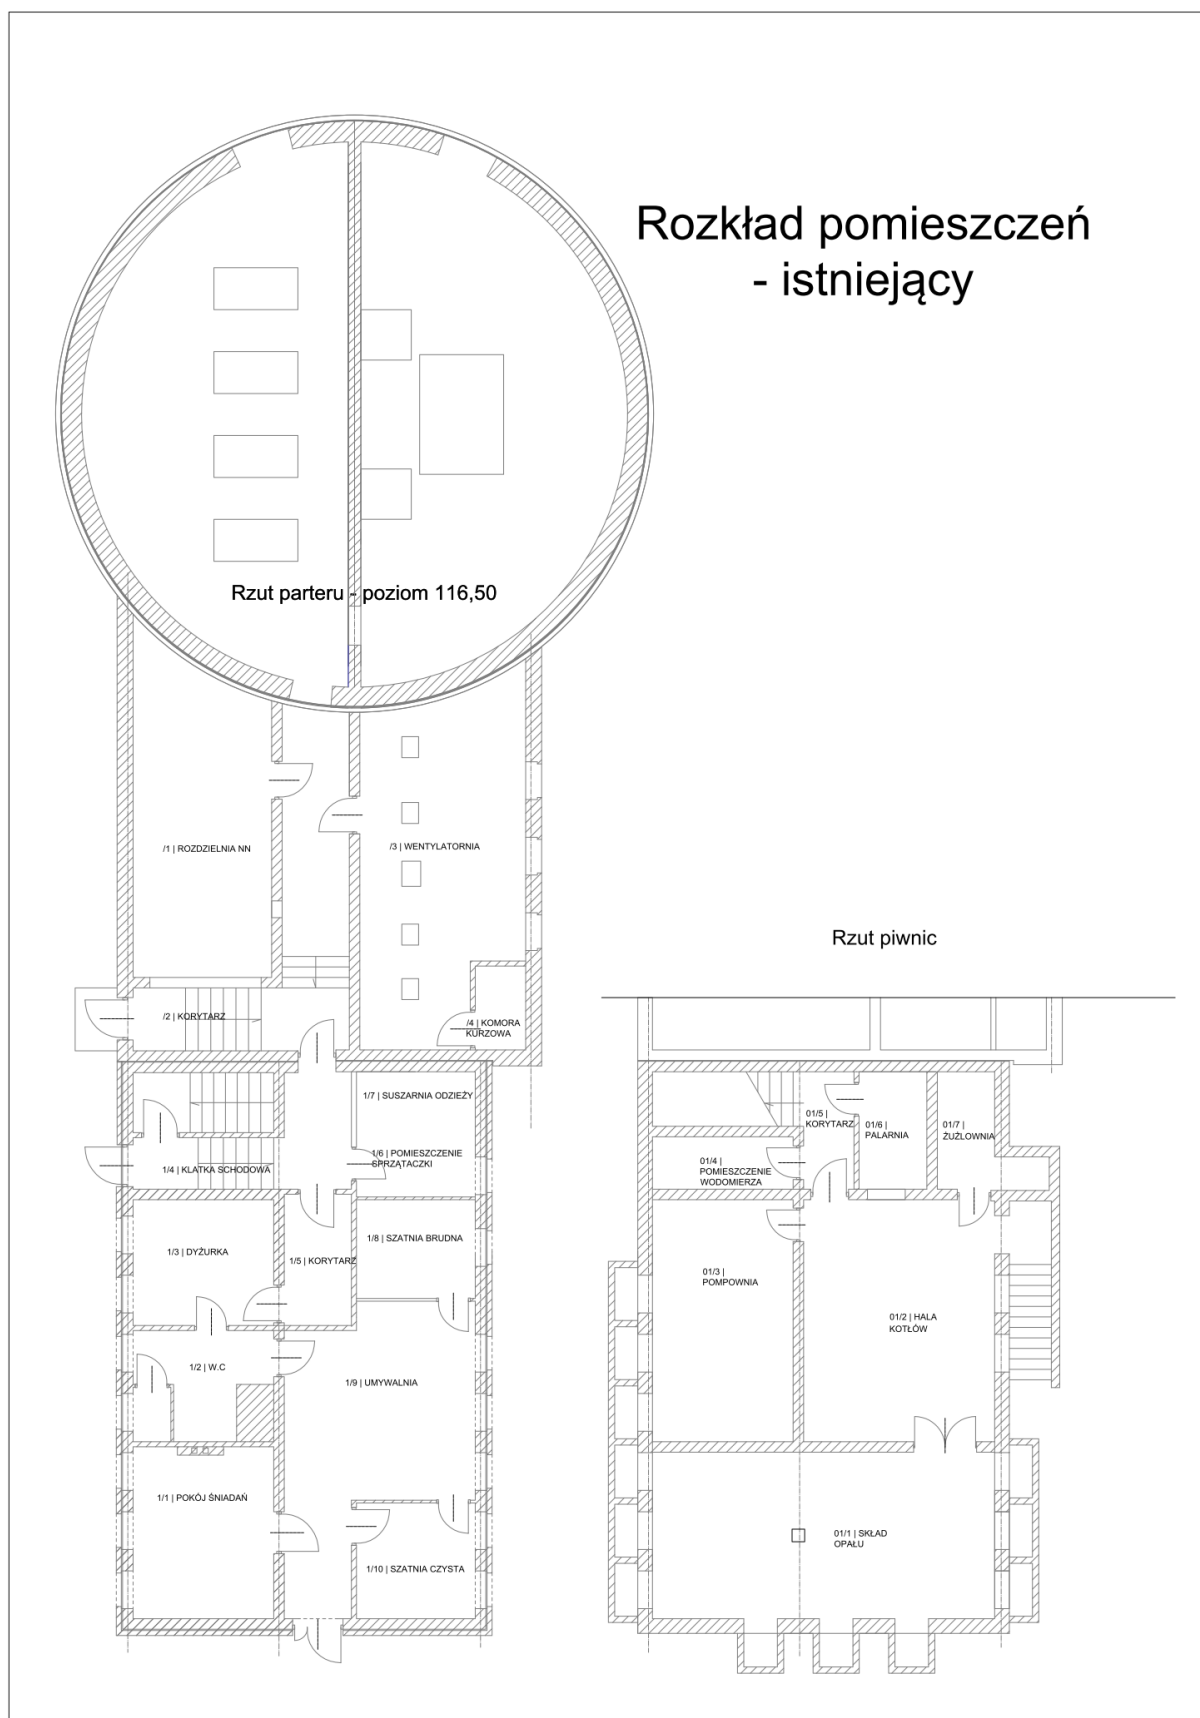 Rozkład pomieszczeń
- istniejący
Rzut parteru - poziom 116,50
/1 | ROZDZIELNIA NN
/3 | WENTYLATORNIA
/2 | KORYTARZ
/4 | KOMORA
KURZOWA
1/7 | SUSZARNIA ODZIEŻY
1/6 | POMIESZCZENIE
SPRZĄTACZKI
1/4 | KLATKA SCHODOWA
1/8 | SZATNIA BRUDNA
1/3 | DYŻURKA
1/5 | KORYTARZ
1/2 | W.C
1/9 | UMYWALNIA
1/1 | POKÓJ ŚNIADAŃ
1/10 | SZATNIA CZYSTA
Rzut piwnic
01/5 |
KORYTARZ
01/6 |
PALARNIA
01/7 |
ŻUŻLOWNIA
01/4 |
POMIESZCZENIE
WODOMIERZA
01/3 |
POMPOWNIA
01/2 | HALA
KOTŁÓW
01/1 | SKŁAD
OPAŁU